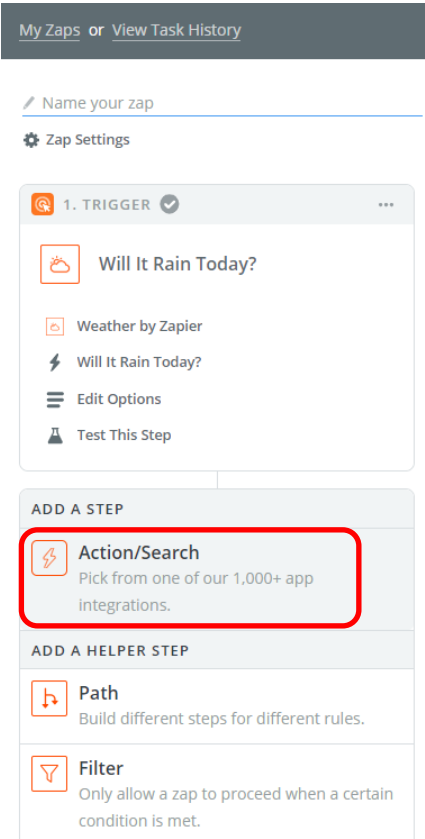 My Zaps or View Task History
Name your zap
Zap Settings
1. TRIGGER
Will It Rain Today?
Weather by Zapier
Will It Rain Today?
Edit Options
Test This Step
ADD A STEP
Action/Search
Pick from one of our 1,000+ app
integrations.
ADD A HELPER STEP
Path
Build different steps for different rules.
Filter
Only allow a zap to proceed when a certain
condition is met.